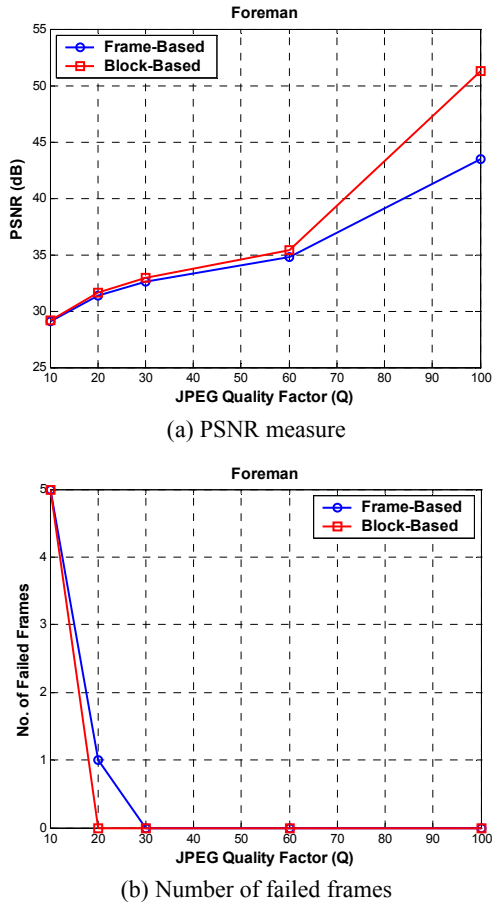 Foreman
55
50
45
40
35
30
25
PSNR (dB)
Frame-Based
Block-Based
10 20 30 40 50 60 70 80 90 100
JPEG Quality Factor (Q)
(a) PSNR measure
Foreman
5
4
3
2
1
0
No. of Failed Frames
Frame-Based
Block-Based
10 20 30 40 50 60 70 80 90 100
JPEG Quality Factor (Q)
(b) Number of failed frames